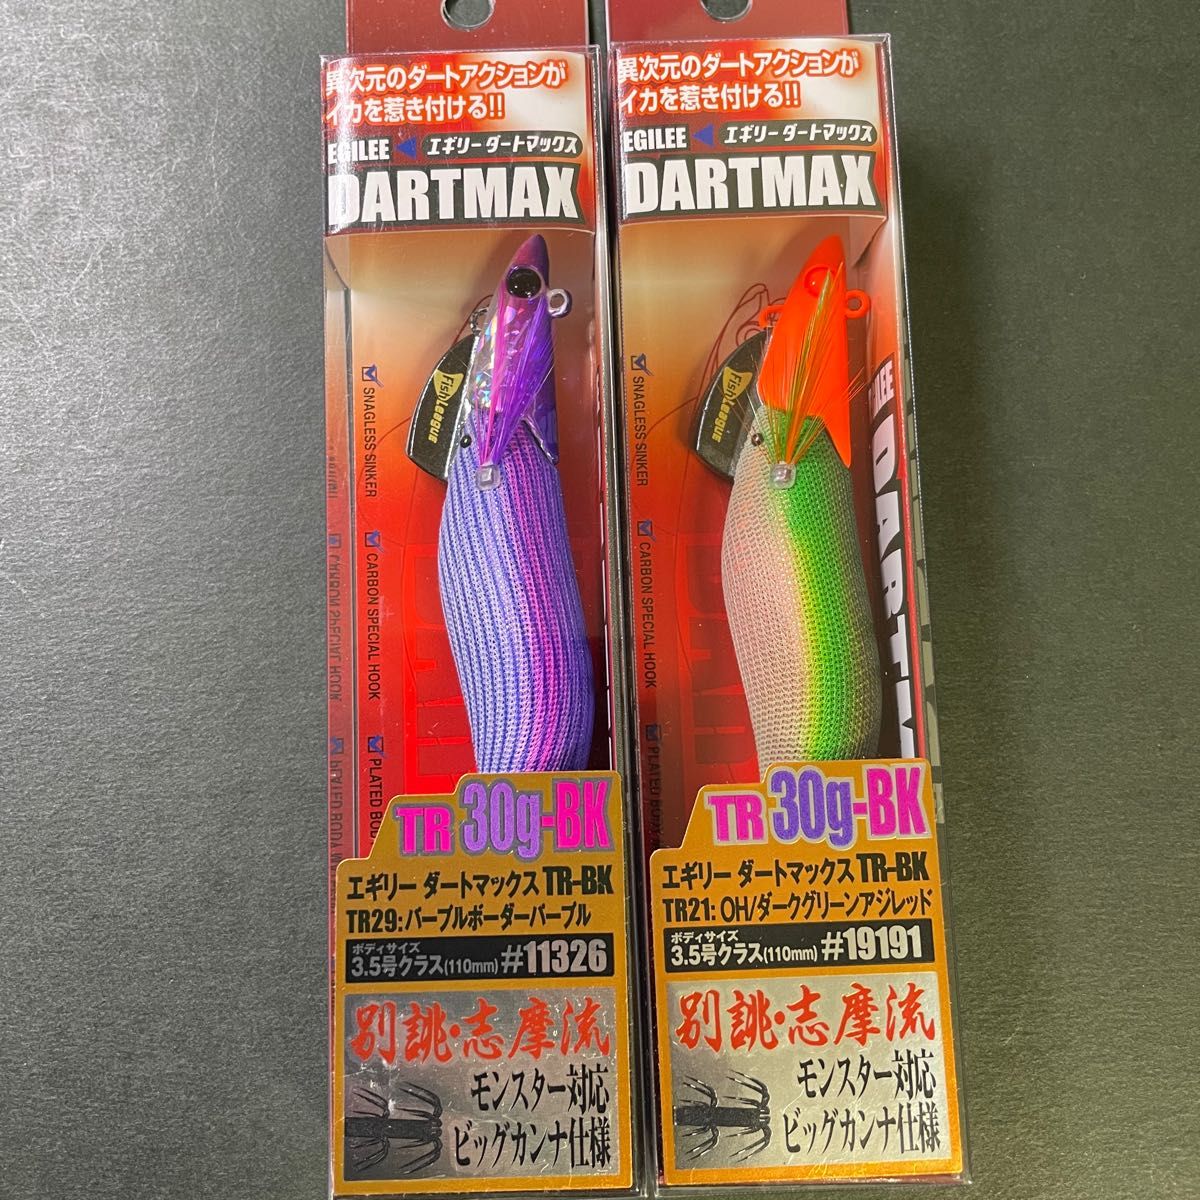 異次元のダートアクションが
イカを惹き付ける!!
EGILEE エギリー ダートマックス
DARTMAX
Fish League
SNAGLESS SINKER
CARBON SPECIAL HOOK
PLATED BODY
TR 30g-BK
エギリー ダートマックス TR-BK
TR29:パープルボーダーパープル
ボディサイズ
3.5号クラス(110mm) #11326
別誂・志摩流
モンスター対応
ビッグカンナ仕様
異次元のダートアクションが
イカを惹き付ける!!
EGILEE エギリー ダートマックス
DARTMAX
Fish League
SNAGLESS SINKER
CARBON SPECIAL HOOK
PLATED BODY
TR 30g-BK
エギリー ダートマックス TR-BK
TR21: OH/ダークグリーンアジレッド
ボディサイズ
3.5号クラス(110mm) #19191
別誂・志摩流
モンスター対応
ビッグカンナ仕様